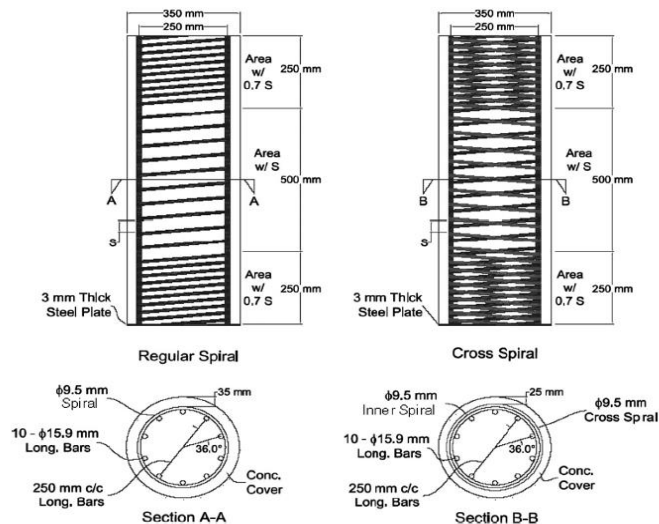 350 mm
250 mm
Area
w/
0.7 S
250 mm
Area
w/ S
500 mm
A
A
S
Area
w/
0.7 S
250 mm
3 mm Thick
Steel Plate
Regular Spiral
350 mm
250 mm
Area
w/
0.7 S
250 mm
Area
w/ S
500 mm
B
B
S
Area
w/
0.7 S
250 mm
3 mm Thick
Steel Plate
Cross Spiral
ϕ9.5 mm
Spiral
35 mm
10 - ϕ15.9 mm
Long. Bars
36.0°
250 mm c/c
Long. Bars
Conc.
Cover
Section A-A
ϕ9.5 mm
Inner Spiral
25 mm
ϕ9.5 mm
Cross Spiral
10 - ϕ15.9 mm
Long. Bars
36.0°
250 mm c/c
Long. Bars
Conc.
Cover
Section B-B